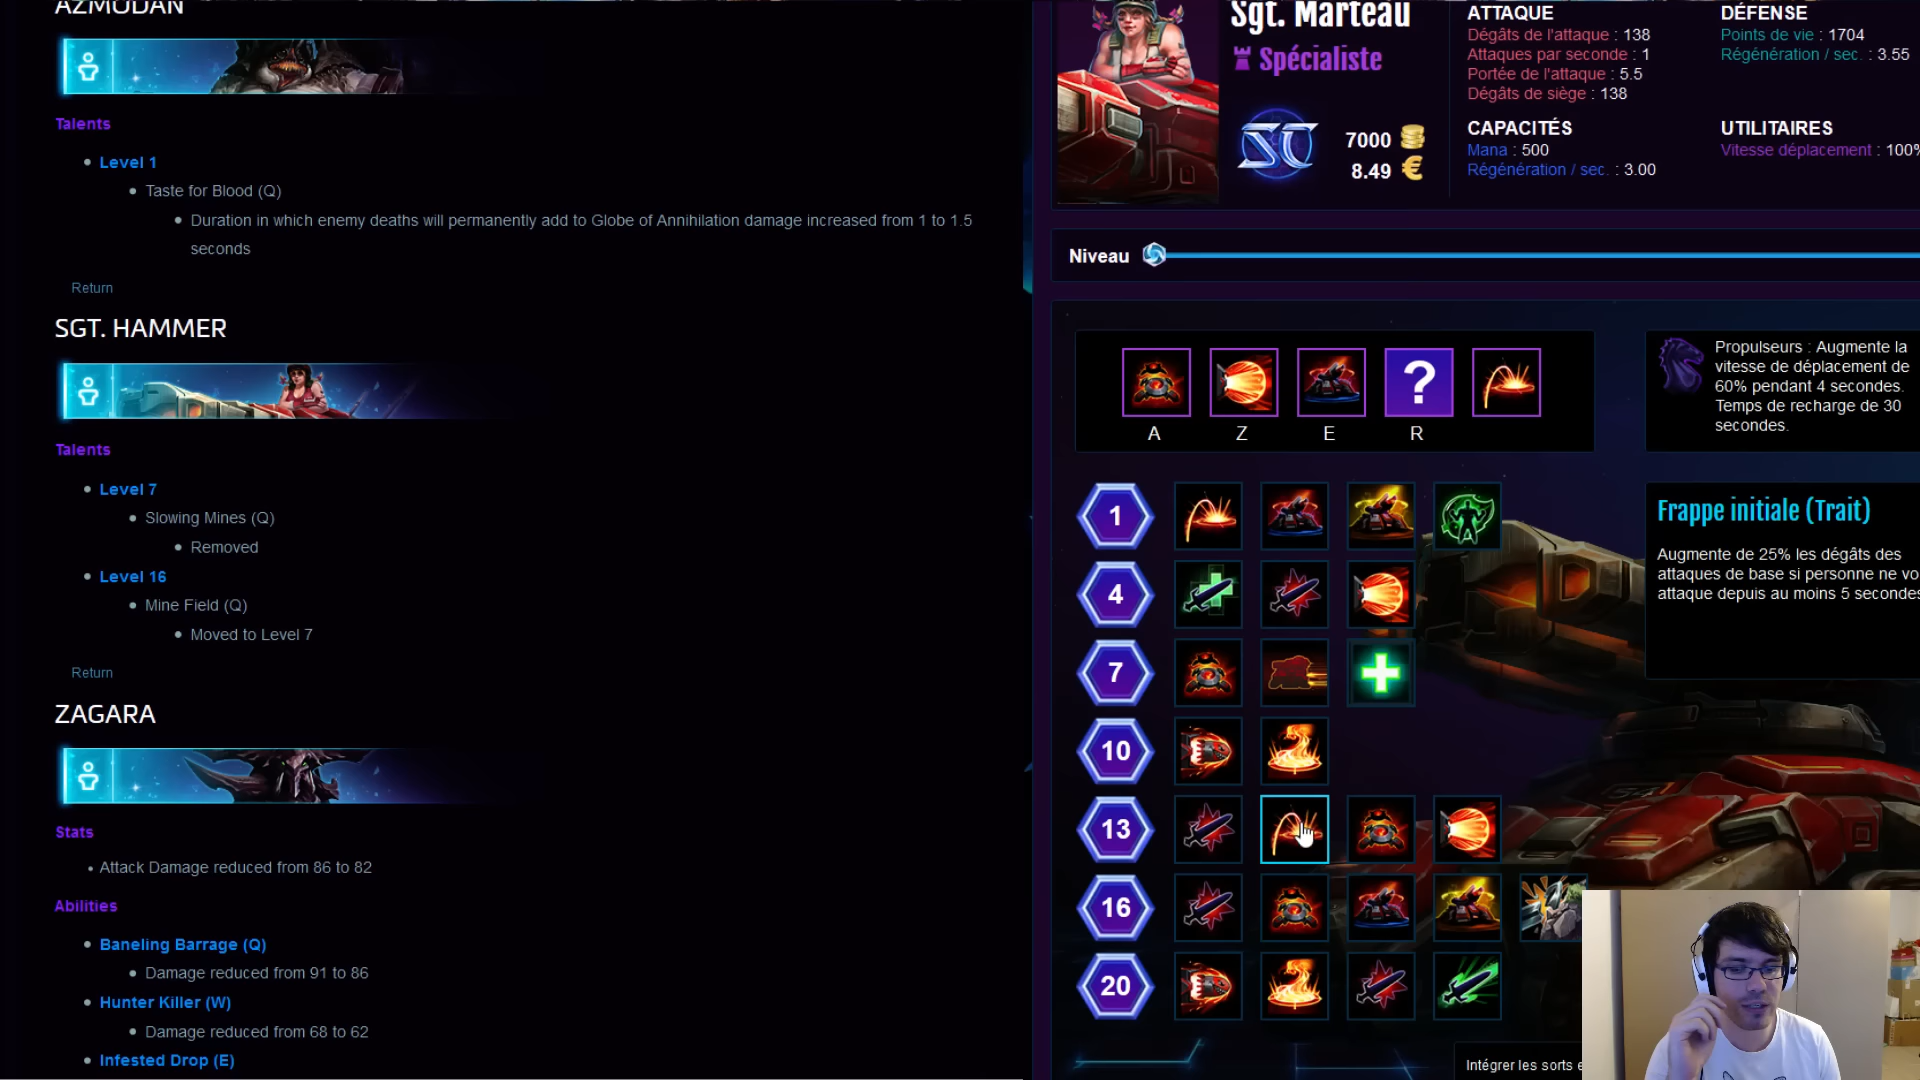 AZMODAN
Talents
Level 1
Taste for Blood (Q)
Duration in which enemy deaths will permanently add to Globe of Annihilation damage increased from 1 to 1.5
seconds
Return
SGT. HAMMER
Talents
Level 7
Slowing Mines (Q)
Removed
Level 16
Mine Field (Q)
Moved to Level 7
Return
ZAGARA
Stats
Attack Damage reduced from 86 to 82
Abilities
Baneling Barrage (Q)
Damage reduced from 91 to 86
Hunter Killer (W)
Damage reduced from 68 to 62
Infested Drop (E)
Sgt. Marteau
Spécialiste
SC
7000
8.49 €
ATTAQUE
Dégâts de l'attaque : 138
Attaques par seconde : 1
Portée de l'attaque : 5.5
Dégâts de siège : 138
DÉFENSE
Points de vie : 1704
Régénération / sec. : 3.55
CAPACITÉS
Mana : 500
Régénération / sec. : 3.00
UTILITAIRES
Vitesse déplacement : 100%
Niveau
?
A Z E R
Propulseurs : Augmente la
vitesse de déplacement de
60% pendant 4 secondes.
Temps de recharge de 30
secondes.
1
4
7
10
13
16
20
Frappe initiale (Trait)
Augmente de 25% les dégâts des
attaques de base si personne ne vo
attaque depuis au moins 5 secondes
Intégrer les sorts e